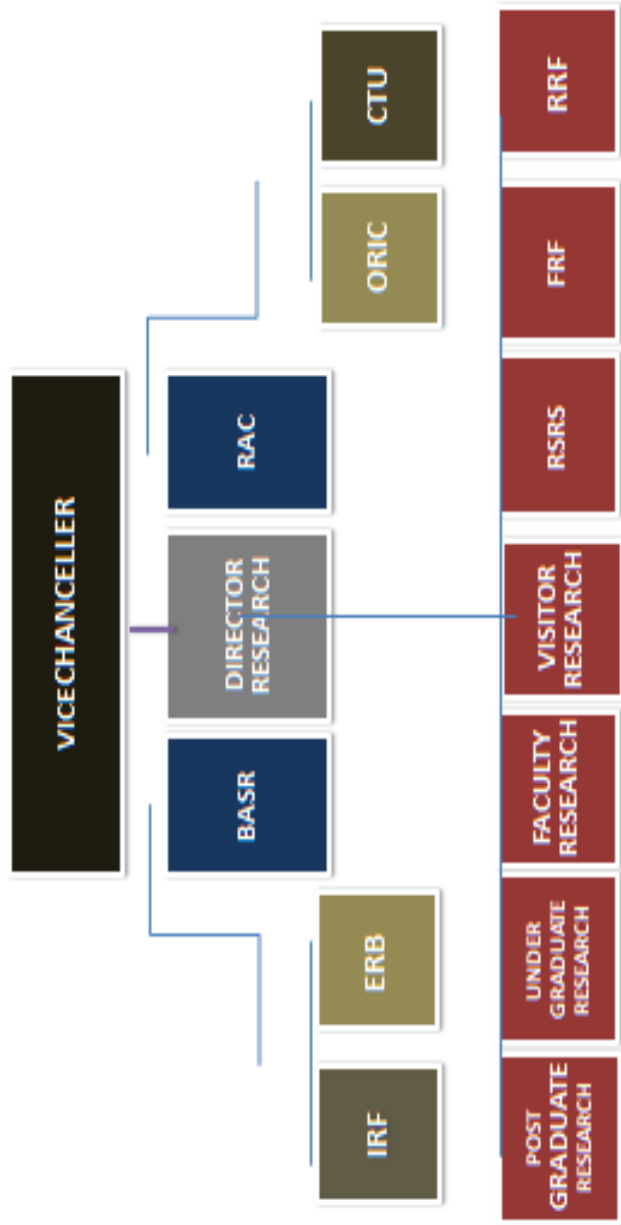 VICECHANCELLER
BASR
DIRECTOR
RESEARCH
RAC
IRF
ERB
ORIC
CTU
POST
GRADUATE
RESEARCH
UNDER
GRADUATE
RESEARCH
FACULTY
RESEARCH
VISITOR
RESEARCH
RSRS
FRF
RRF